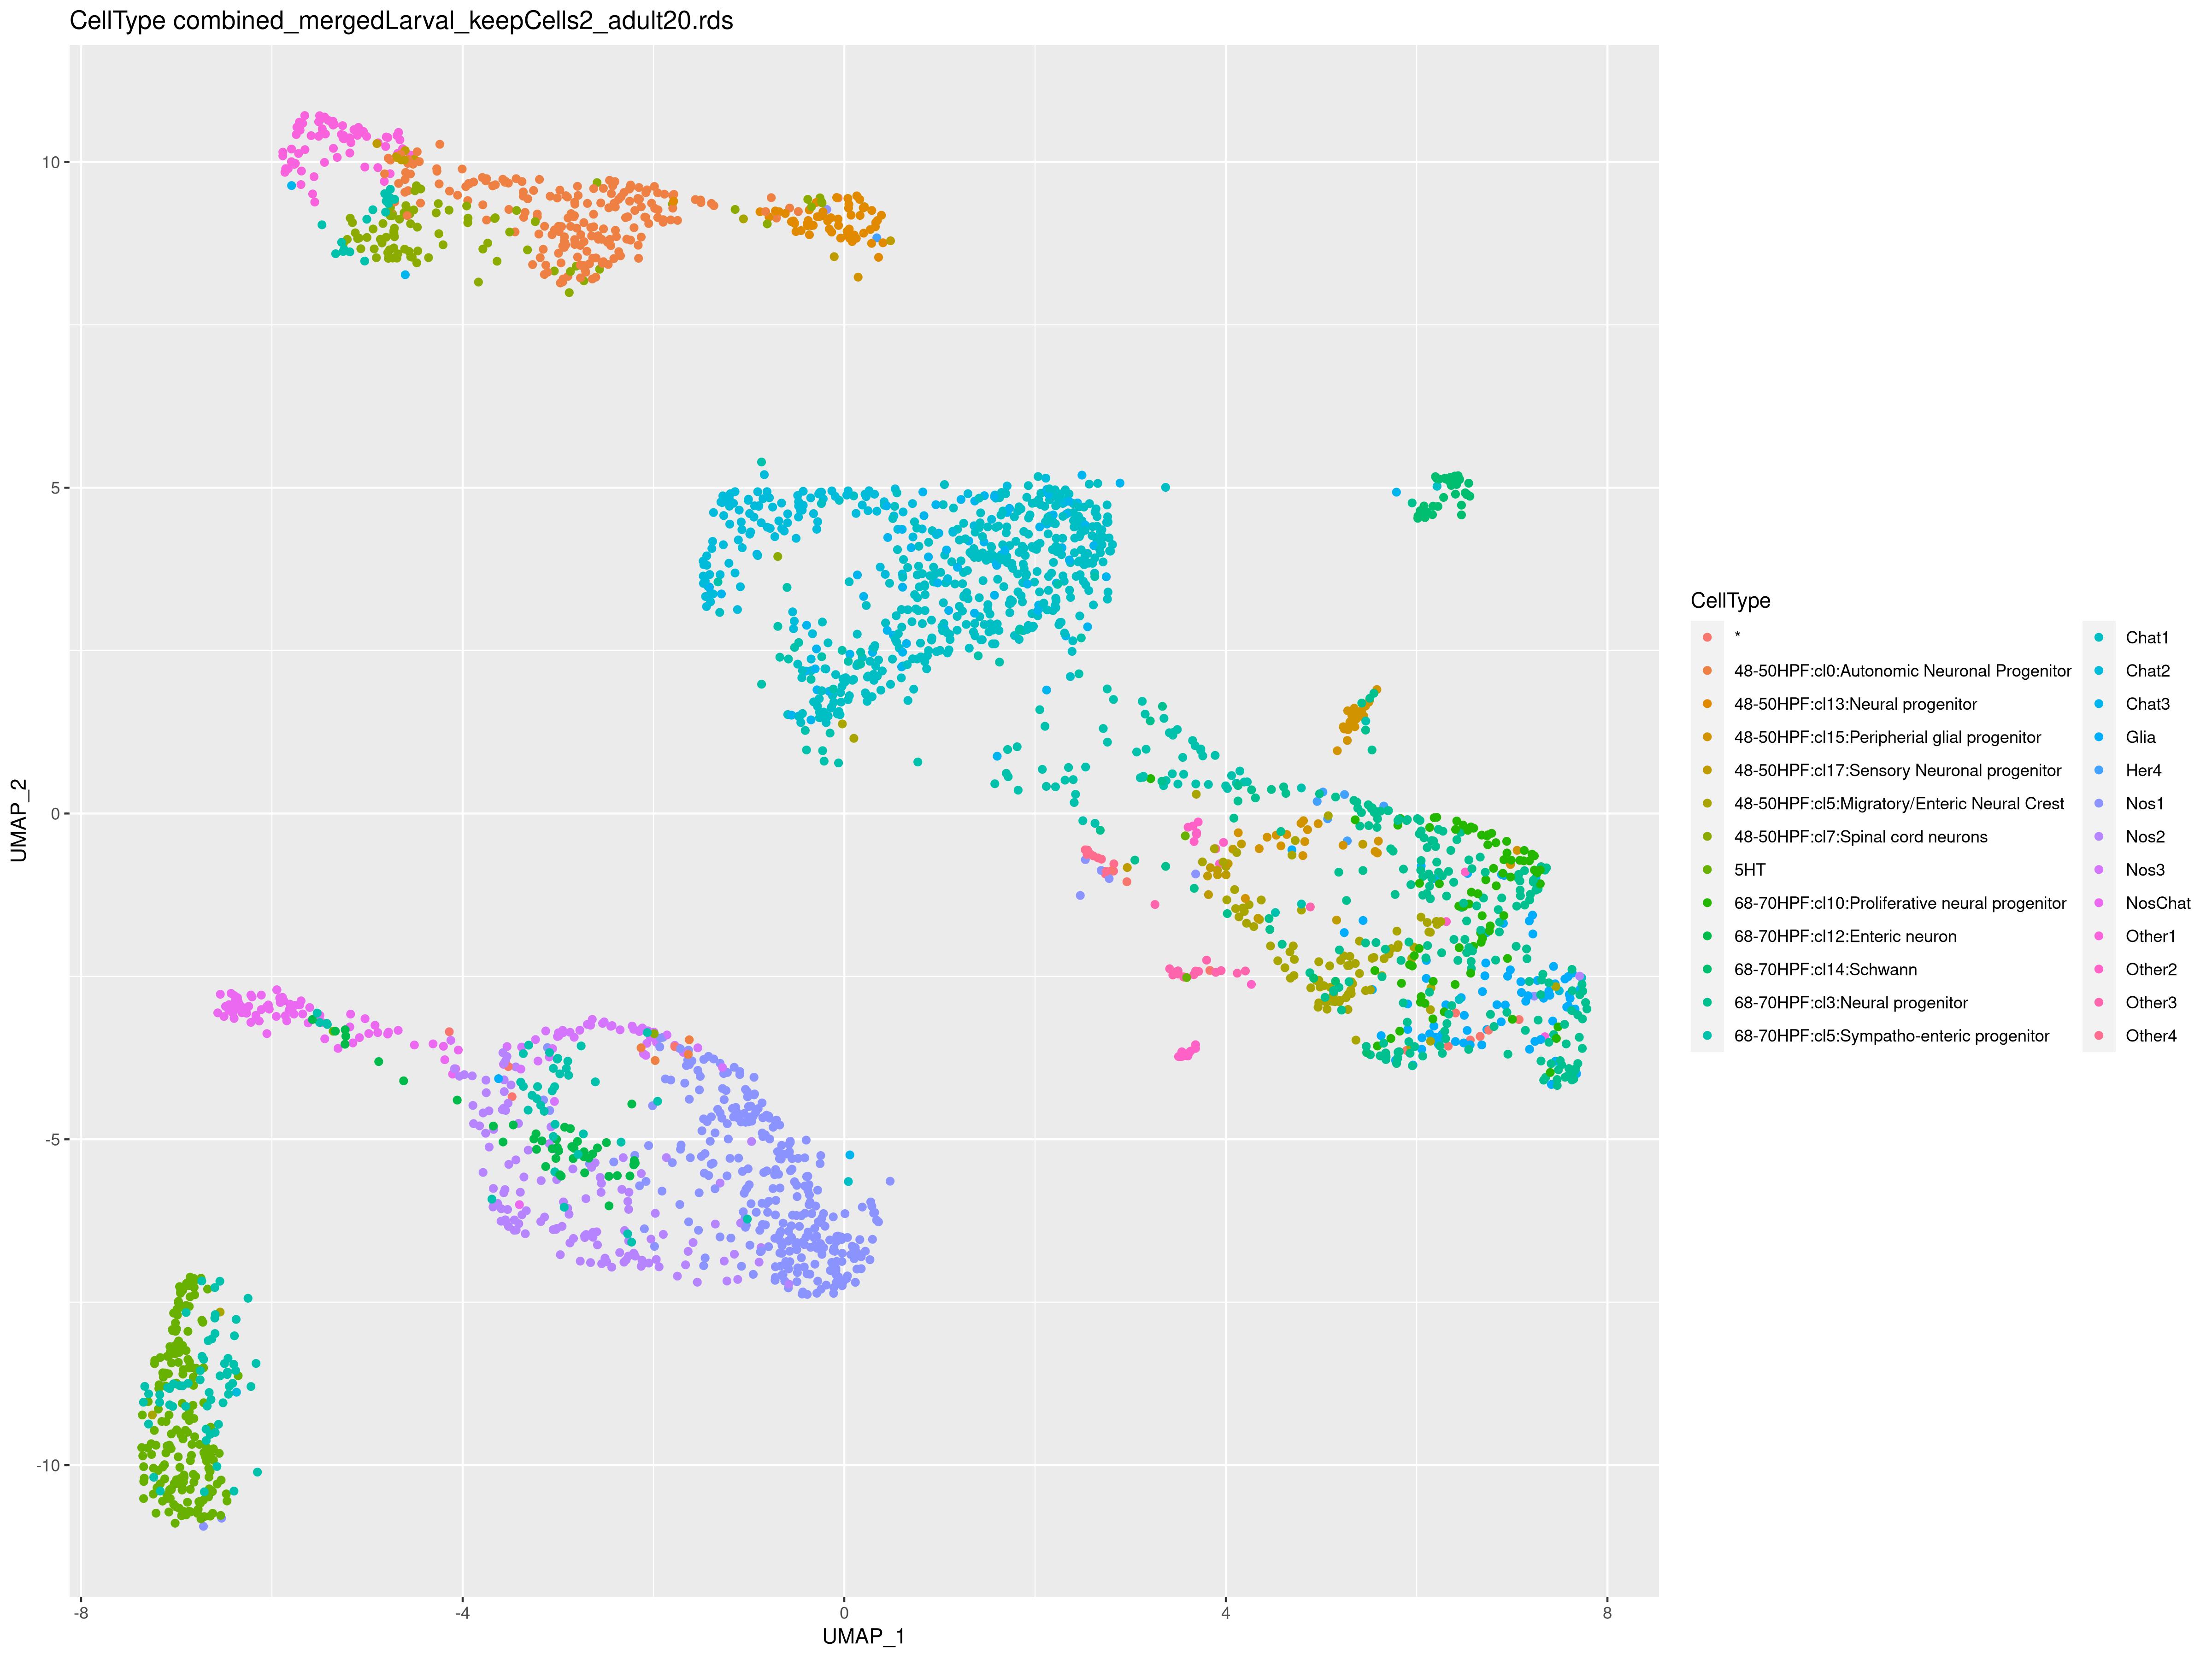 CellType combined_mergedLarval_keepCells2_adult20.rds
10
5
0
-5
-10
UMAP_2
-8
-4
0
4
8
UMAP_1
CellType
*
48-50HPF:cl0:Autonomic Neuronal Progenitor
48-50HPF:cl13:Neural progenitor
48-50HPF:cl15:Peripherial glial progenitor
48-50HPF:cl17:Sensory Neuronal progenitor
48-50HPF:cl5:Migratory/Enteric Neural Crest
48-50HPF:cl7:Spinal cord neurons
5HT
68-70HPF:cl10:Proliferative neural progenitor
68-70HPF:cl12:Enteric neuron
68-70HPF:cl14:Schwann
68-70HPF:cl3:Neural progenitor
68-70HPF:cl5:Sympatho-enteric progenitor
Chat1
Chat2
Chat3
Glia
Her4
Nos1
Nos2
Nos3
NosChat
Other1
Other2
Other3
Other4